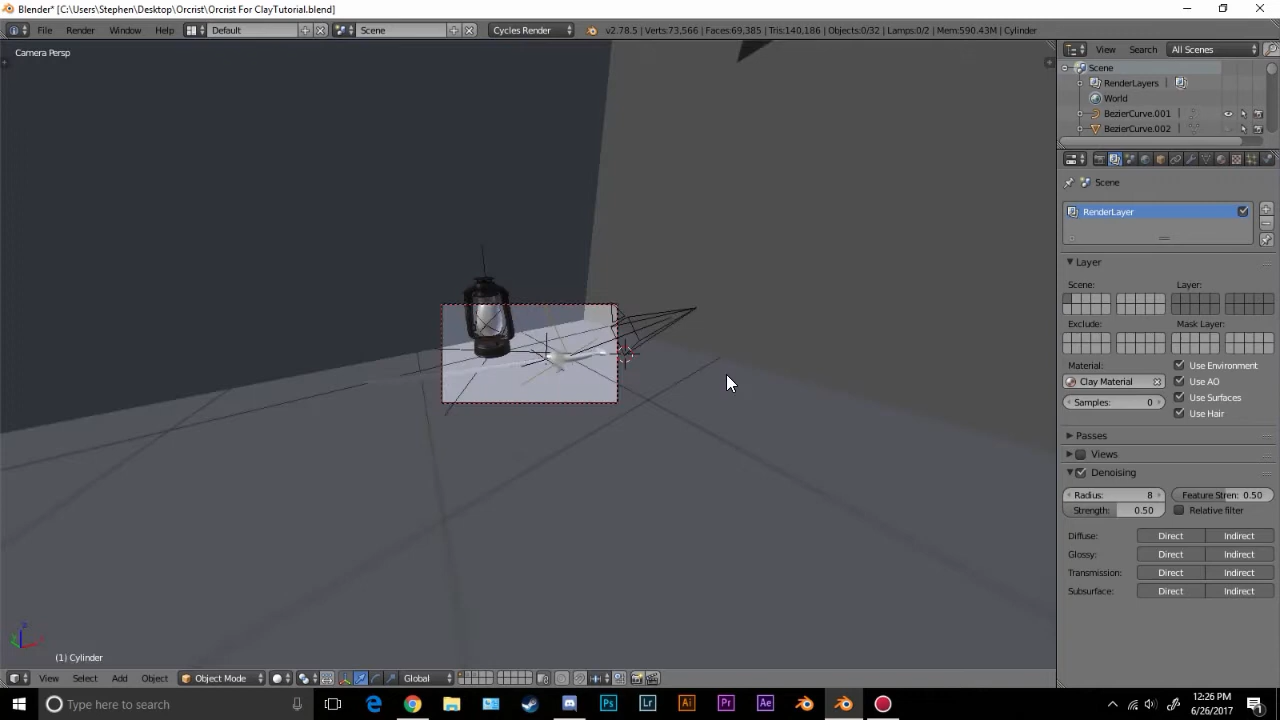 Blender* [C:\Users\Stephen\Desktop\Orcrist\Orcrist For ClayTutorial.blend]
File Render Window Help Default Scene Cycles Render v2.78.5 | Verts:73,566 | Faces:69,385 | Tris:140,186 | Objects:0/32 | Lamps:0/2 | Mem:590.43M | Cylinder
Camera Persp
View Search All Scenes
Scene
RenderLayers
World
BezierCurve.001
BezierCurve.002
Scene
RenderLayer
Layer
Scene: Layer:
Exclude: Mask Layer:
Material: Use Environment
Clay Material Use AO
Samples: 0 Use Surfaces
Use Hair
Passes
Views
Denoising
Radius: 8 Feature Stren: 0.50
Strength: 0.50 Relative filter
Diffuse: Direct Indirect
Glossy: Direct Indirect
Transmission: Direct Indirect
Subsurface: Direct Indirect
(1) Cylinder
View Select Add Object Object Mode Global
Type here to search Ps Lr Ai Pr Ae 12:26 PM
6/26/2017